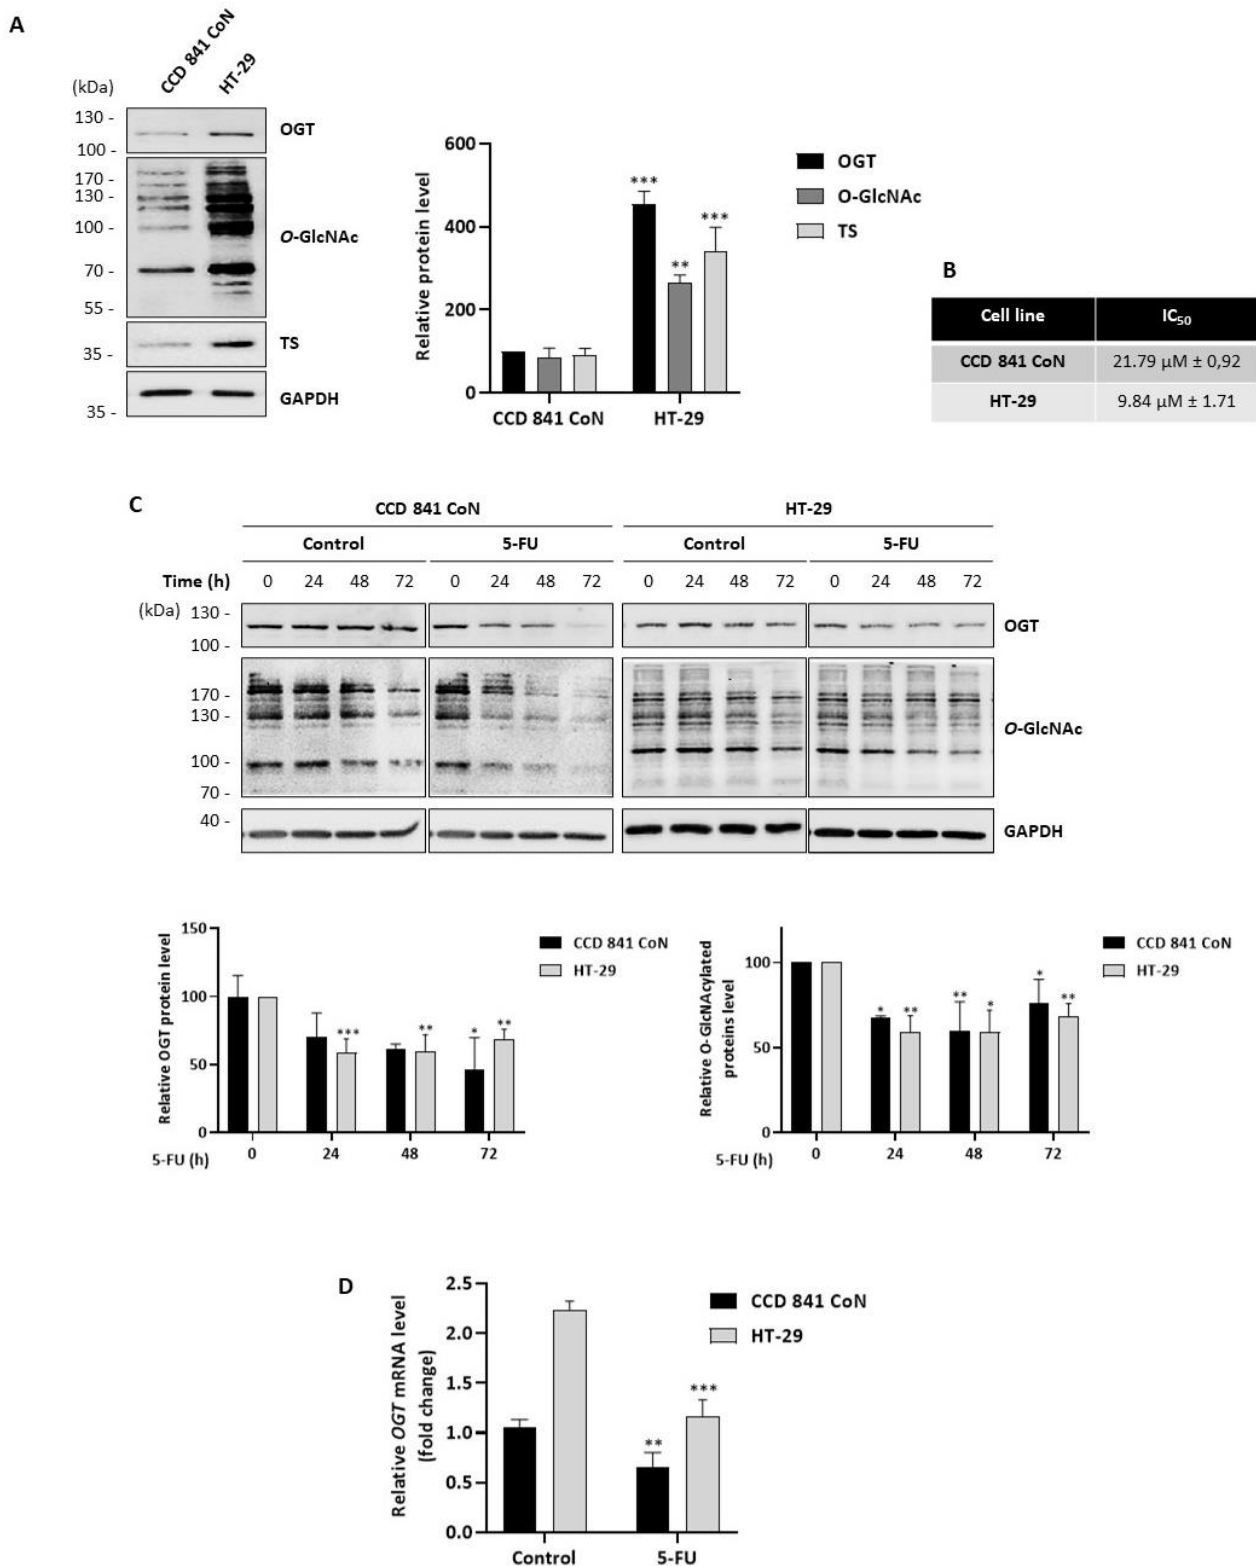 A
CCD 841 CoN
HT-29
(kDa)
130 -
OGT
100 -
170 -
130 -
100 -
O-GlcNAc
70 -
55 -
TS
35 -
GAPDH
35 -
Relative protein level
600
400
200
0
*** ** ***
CCD 841 CoN HT-29
OGT
O-GlcNAc
TS
B
Cell line IC50
CCD 841 CoN 21.79 µM ± 0,92
HT-29 9.84 µM ± 1.71
C
CCD 841 CoN HT-29
Control 5-FU Control 5-FU
Time (h) 0 24 48 72 0 24 48 72 0 24 48 72 0 24 48 72
(kDa) 130 -
OGT
100 -
170 -
130 -
O-GlcNAc
100 -
70 -
40 -
GAPDH
Relative OGT protein level
150
100
50
0
*** ** * **
5-FU (h) 0 24 48 72
CCD 841 CoN
HT-29
Relative O-GlcNAcylated
proteins level
100
50
0
* ** ** * * **
5-FU (h) 0 24 48 72
CCD 841 CoN
HT-29
D
Relative OGT mRNA level
(fold change)
2.5
2.0
1.5
1.0
0.5
0.0
** ***
Control 5-FU
CCD 841 CoN
HT-29